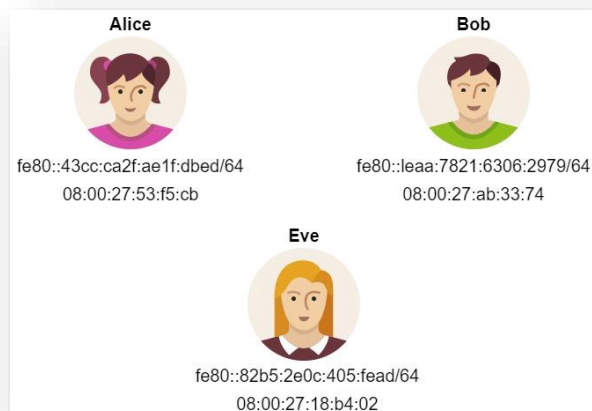 Alice
Bob
fe80::43cc:ca2f:ae1f:dbed/64
fe80::leaa:7821:6306:2979/64
08:00:27:53:f5:cb
08:00:27:ab:33:74
Eve
fe80::82b5:2e0c:405:fead/64
08:00:27:18:b4:02